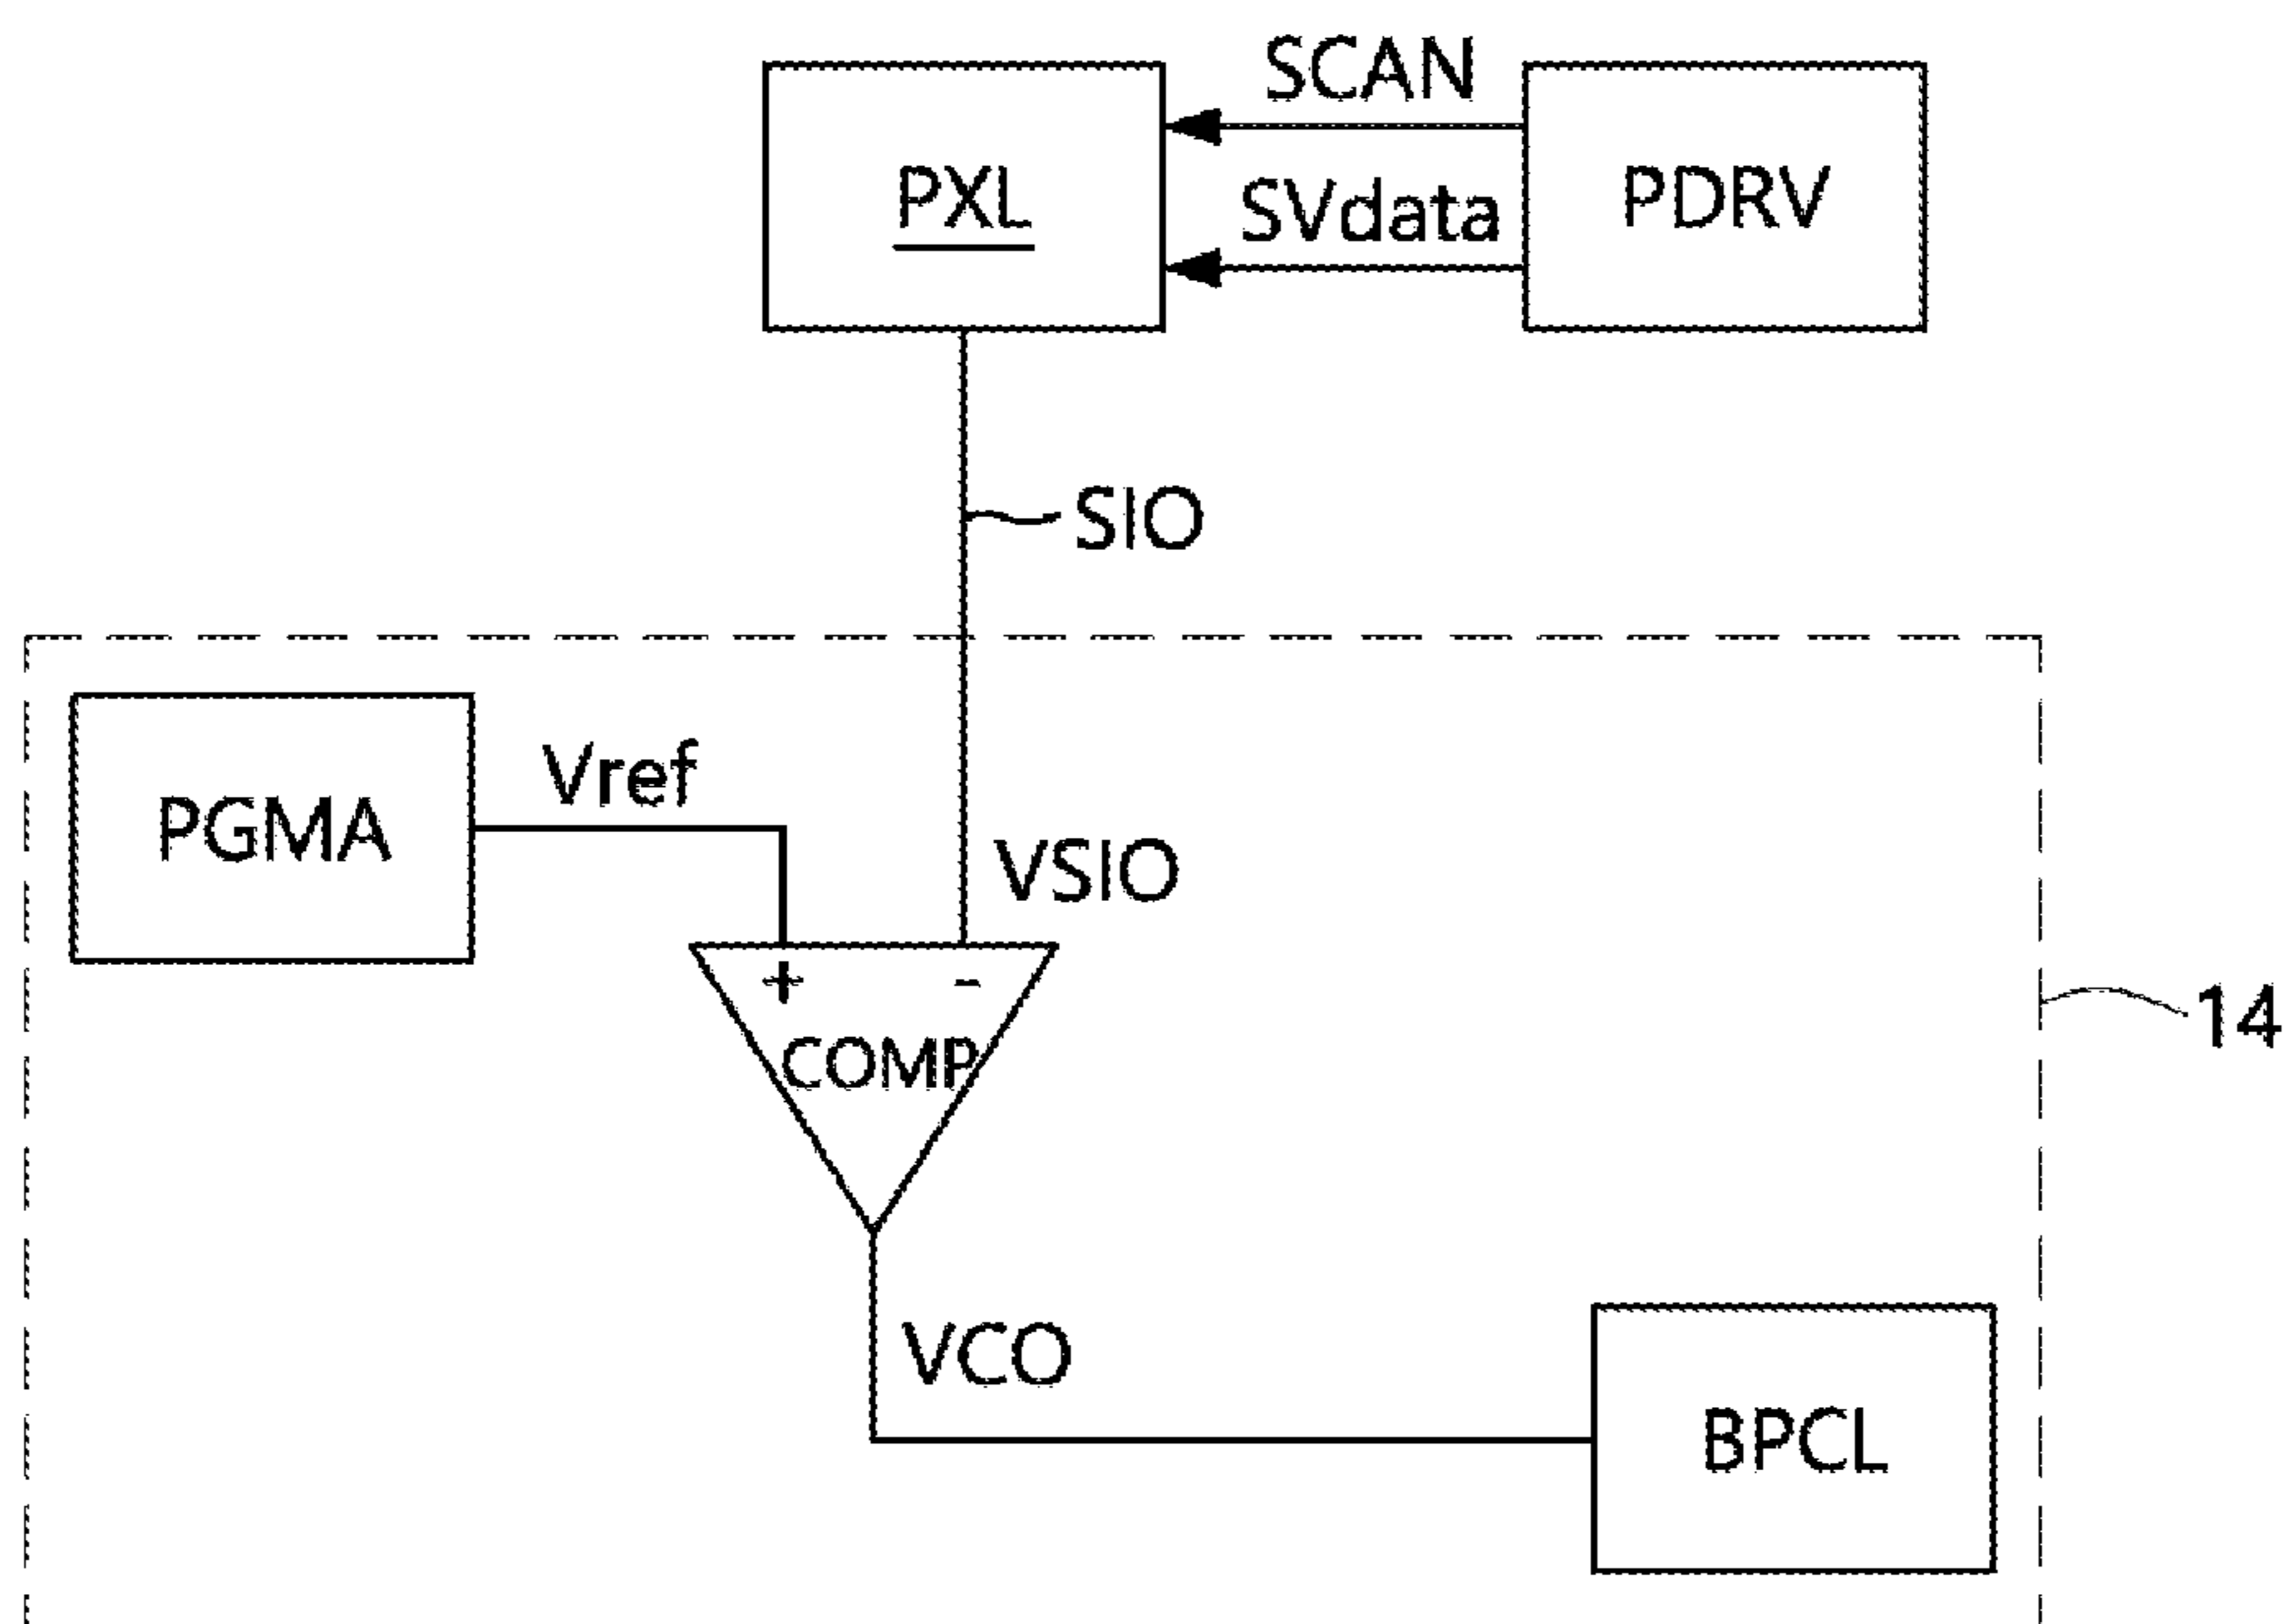 SCAN
PXL
SVdata
PDRV
SIO
PGMA
Vref
VSIO
+ -
COMP
14
VCO
BPCL